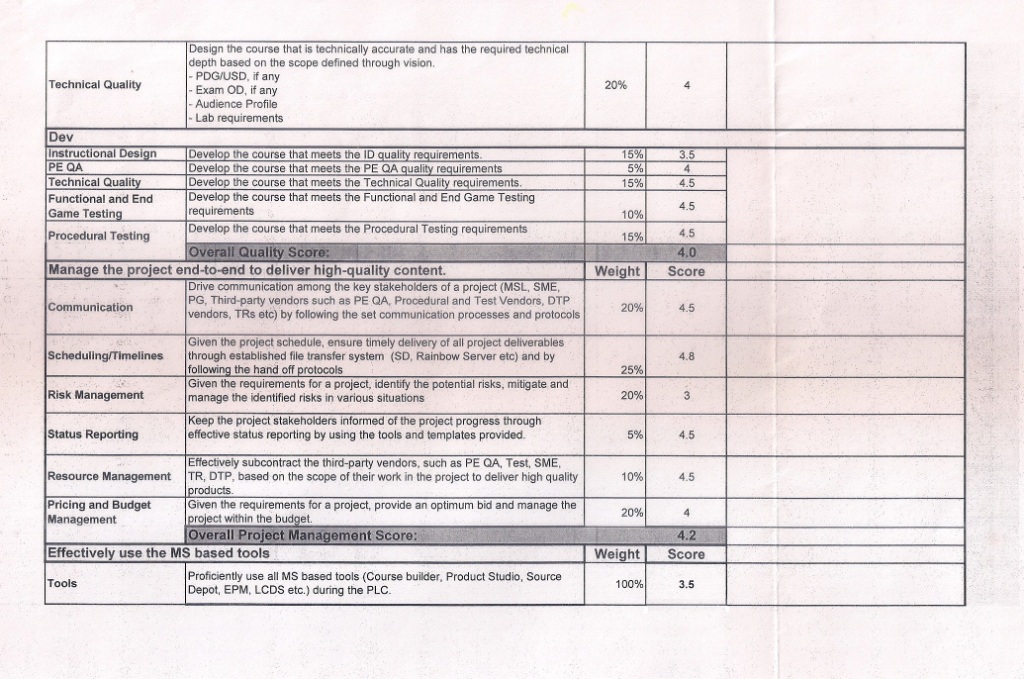 Technical Quality
Design the course that is technically accurate and has the required technical
depth based on the scope defined through vision.
- PDG/USD, if any
- Exam OD, if any
- Audience Profile
- Lab requirements
20%
4
Dev
Instructional Design Develop the course that meets the ID quality requirements. 15% 3.5
PE QA Develop the course that meets the PE QA quality requirements 5% 4
Technical Quality Develop the course that meets the Technical Quality requirements. 15% 4.5
Functional and End
Game Testing
Develop the course that meets the Functional and End Game Testing
requirements
10%
4.5
Procedural Testing Develop the course that meets the Procedural Testing requirements 15% 4.5
Overall Quality Score: 4.0
Manage the project end-to-end to deliver high-quality content. Weight Score
Communication
Drive communication among the key stakeholders of a project (MSL, SME,
PG, Third-party vendors such as PE QA, Procedural and Test Vendors, DTP
vendors, TRs etc) by following the set communication processes and protocols
20%
4.5
Scheduling/Timelines
Given the project schedule, ensure timely delivery of all project deliverables
through established file transfer system (SD, Rainbow Server etc) and by
following the hand off protocols
25%
4.8
Risk Management
Given the requirements for a project, identify the potential risks, mitigate and
manage the identified risks in various situations
20%
3
Status Reporting
Keep the project stakeholders informed of the project progress through
effective status reporting by using the tools and templates provided.
5%
4.5
Resource Management
Effectively subcontract the third-party vendors, such as PE QA, Test, SME,
TR, DTP, based on the scope of their work in the project to deliver high quality
products.
10%
4.5
Pricing and Budget
Management
Given the requirements for a project, provide an optimum bid and manage the
project within the budget.
20%
4
Overall Project Management Score: 4.2
Effectively use the MS based tools Weight Score
Tools
Proficiently use all MS based tools (Course builder, Product Studio, Source
Depot, EPM, LCDS etc.) during the PLC.
100%
3.5